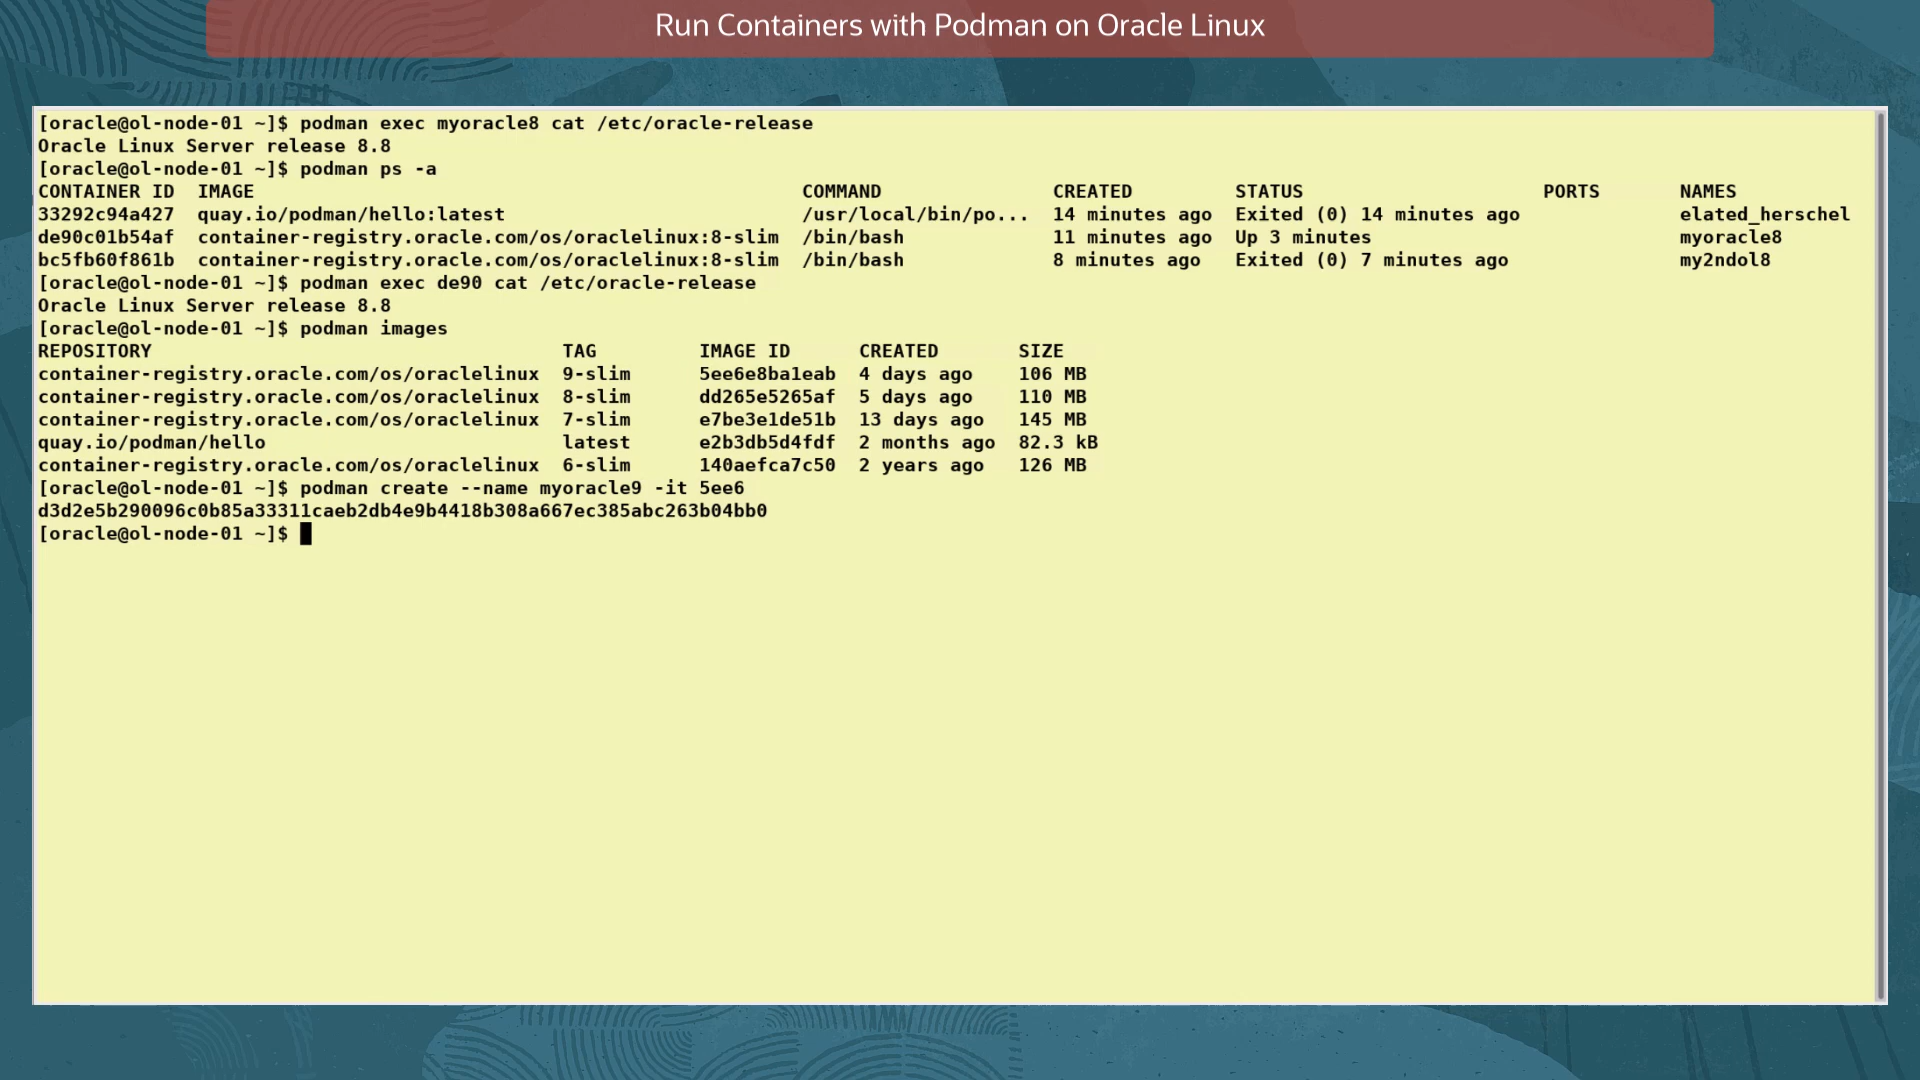 Run Containers with Podman on Oracle Linux
[oracle@ol-node-01 ~]$ podman exec myoracle8 cat /etc/oracle-release
Oracle Linux Server release 8.8
[oracle@ol-node-01 ~]$ podman ps -a
CONTAINER ID  IMAGE                                                COMMAND               CREATED         STATUS                     PORTS       NAMES
33292c94a427  quay.io/podman/hello:latest                          /usr/local/bin/po...  14 minutes ago  Exited (0) 14 minutes ago              elated_herschel
de90c01b54af  container-registry.oracle.com/os/oraclelinux:8-slim  /bin/bash             11 minutes ago  Up 3 minutes                           myoracle8
bc5fb60f861b  container-registry.oracle.com/os/oraclelinux:8-slim  /bin/bash             8 minutes ago   Exited (0) 7 minutes ago               my2ndol8
[oracle@ol-node-01 ~]$ podman exec de90 cat /etc/oracle-release
Oracle Linux Server release 8.8
[oracle@ol-node-01 ~]$ podman images
REPOSITORY                                    TAG         IMAGE ID      CREATED       SIZE
container-registry.oracle.com/os/oraclelinux  9-slim      5ee6e8ba1eab  4 days ago    106 MB
container-registry.oracle.com/os/oraclelinux  8-slim      dd265e5265af  5 days ago    110 MB
container-registry.oracle.com/os/oraclelinux  7-slim      e7be3e1de51b  13 days ago   145 MB
quay.io/podman/hello                          latest      e2b3db5d4fdf  2 months ago  82.3 kB
container-registry.oracle.com/os/oraclelinux  6-slim      140aefca7c50  2 years ago   126 MB
[oracle@ol-node-01 ~]$ podman create --name myoracle9 -it 5ee6
d3d2e5b290096c0b85a33311caeb2db4e9b4418b308a667ec385abc263b04bb0
[oracle@ol-node-01 ~]$